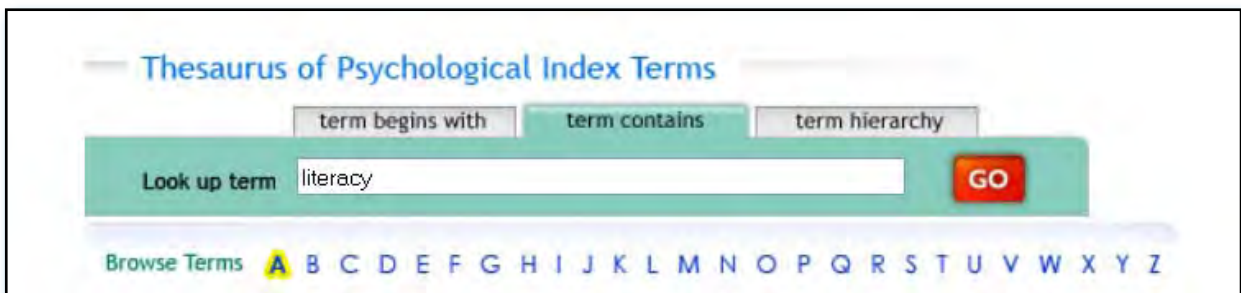 Thesaurus of Psychological Index Terms
term begins with term contains term hierarchy
Look up term literacy GO
Browse Terms A B C D E F G H I J K L M N O P Q R S T U V W X Y Z